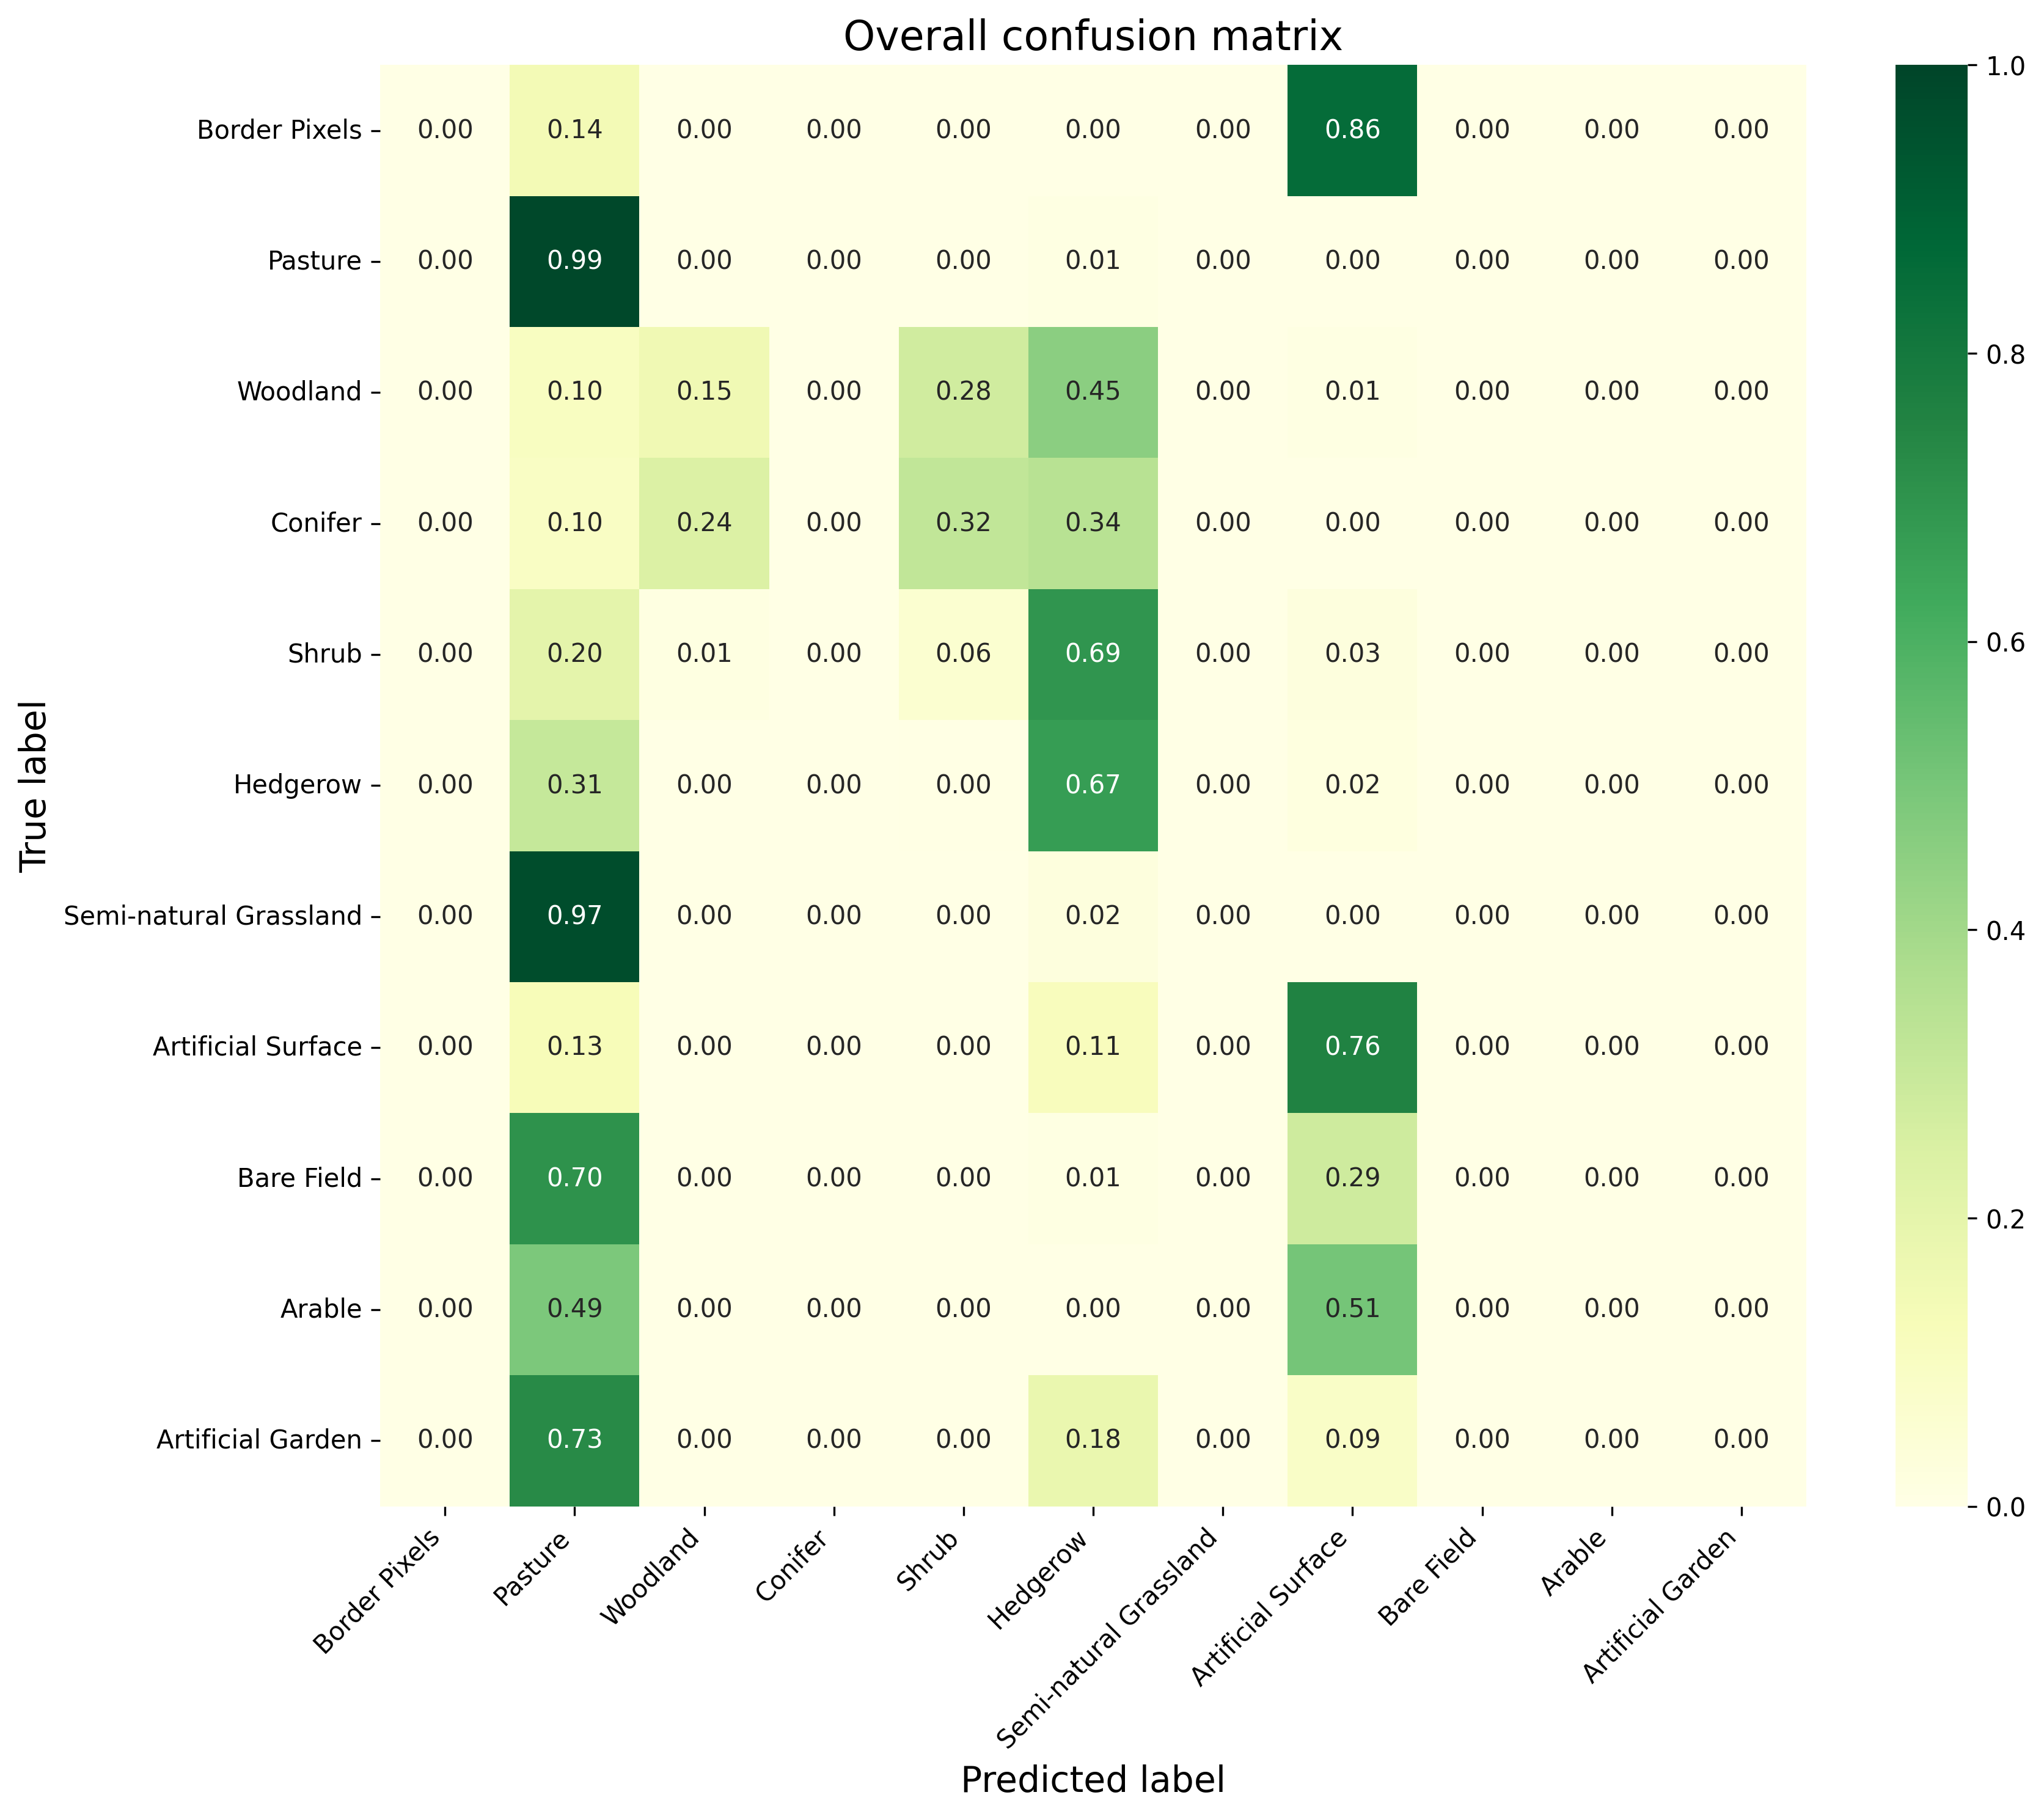 Overall confusion matrix
True label
Border Pixels 0.00 0.14 0.00 0.00 0.00 0.00 0.00 0.86 0.00 0.00 0.00
Pasture 0.00 0.99 0.00 0.00 0.00 0.01 0.00 0.00 0.00 0.00 0.00
Woodland 0.00 0.10 0.15 0.00 0.28 0.45 0.00 0.01 0.00 0.00 0.00
Conifer 0.00 0.10 0.24 0.00 0.32 0.34 0.00 0.00 0.00 0.00 0.00
Shrub 0.00 0.20 0.01 0.00 0.06 0.69 0.00 0.03 0.00 0.00 0.00
Hedgerow 0.00 0.31 0.00 0.00 0.00 0.67 0.00 0.02 0.00 0.00 0.00
Semi-natural Grassland 0.00 0.97 0.00 0.00 0.00 0.02 0.00 0.00 0.00 0.00 0.00
Artificial Surface 0.00 0.13 0.00 0.00 0.00 0.11 0.00 0.76 0.00 0.00 0.00
Bare Field 0.00 0.70 0.00 0.00 0.00 0.01 0.00 0.29 0.00 0.00 0.00
Arable 0.00 0.49 0.00 0.00 0.00 0.00 0.00 0.51 0.00 0.00 0.00
Artificial Garden 0.00 0.73 0.00 0.00 0.00 0.18 0.00 0.09 0.00 0.00 0.00
Border Pixels
Pasture
Woodland
Conifer
Shrub
Hedgerow
Semi-natural Grassland
Artificial Surface
Bare Field
Arable
Artificial Garden
Predicted label
1.0
0.8
0.6
0.4
0.2
0.0